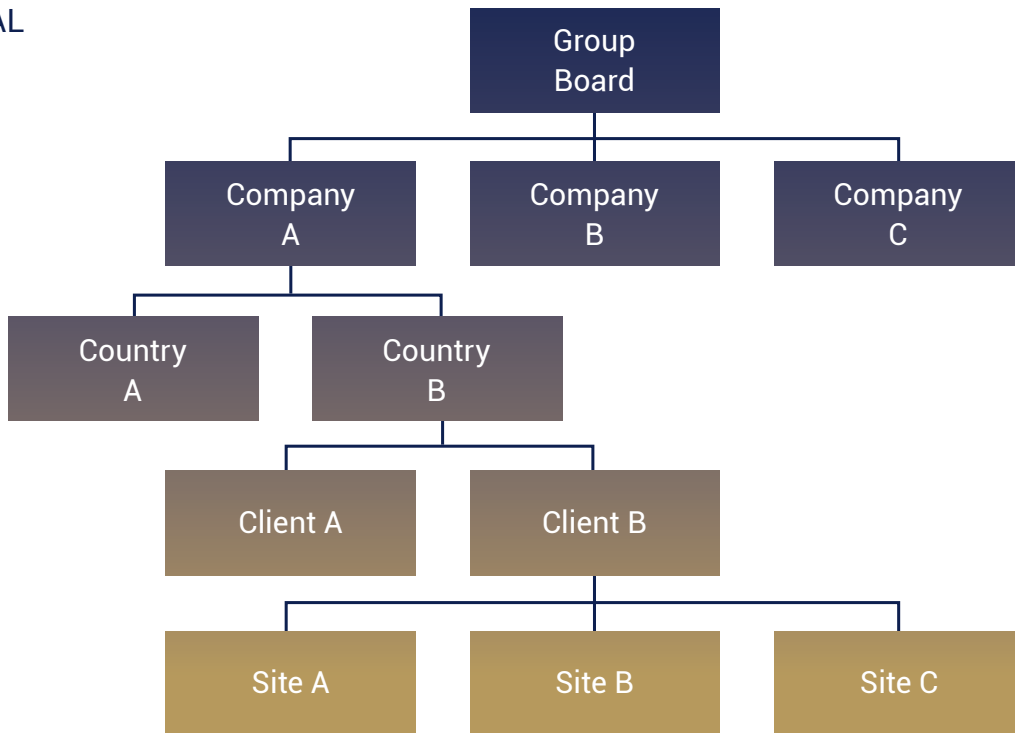 AL
Group
Board
Company
A
Company
B
Company
C
Country
A
Country
B
Client A
Client B
Site A
Site B
Site C